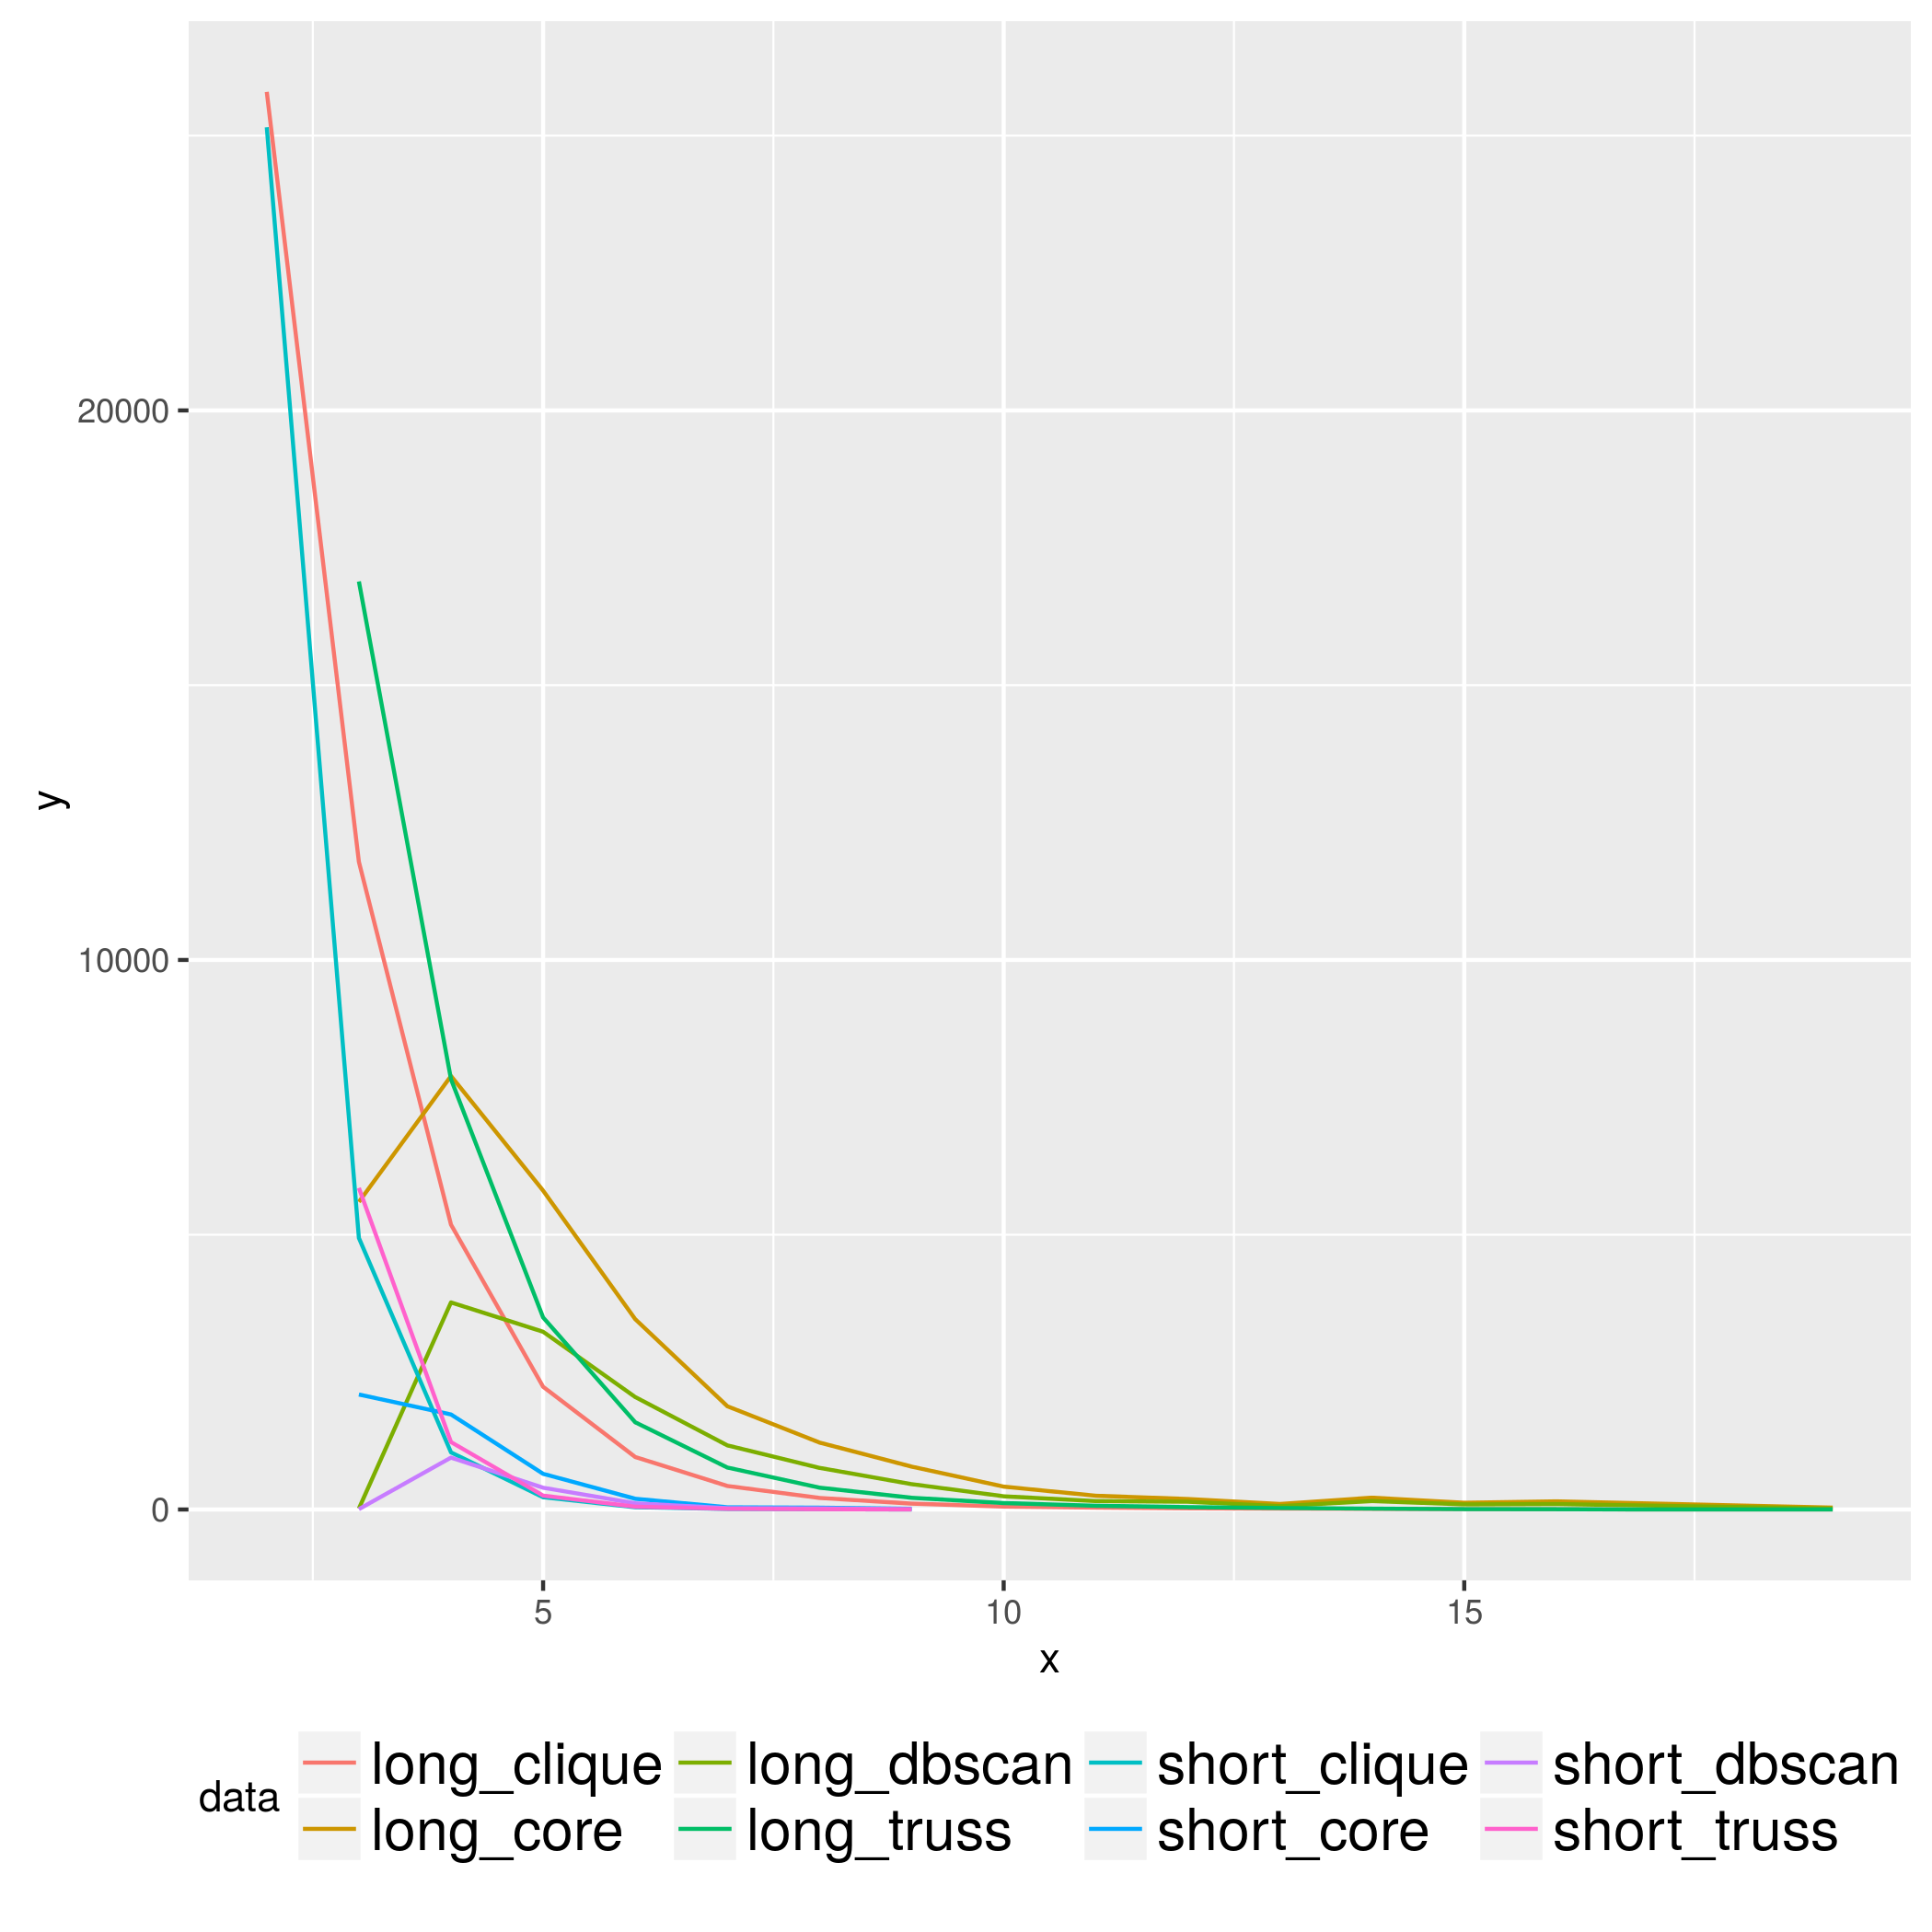 20000
10000
0
y
5 10 15
x
data
long_clique long_dbscan short_clique short_dbscan
long_core long_truss short_core short_truss